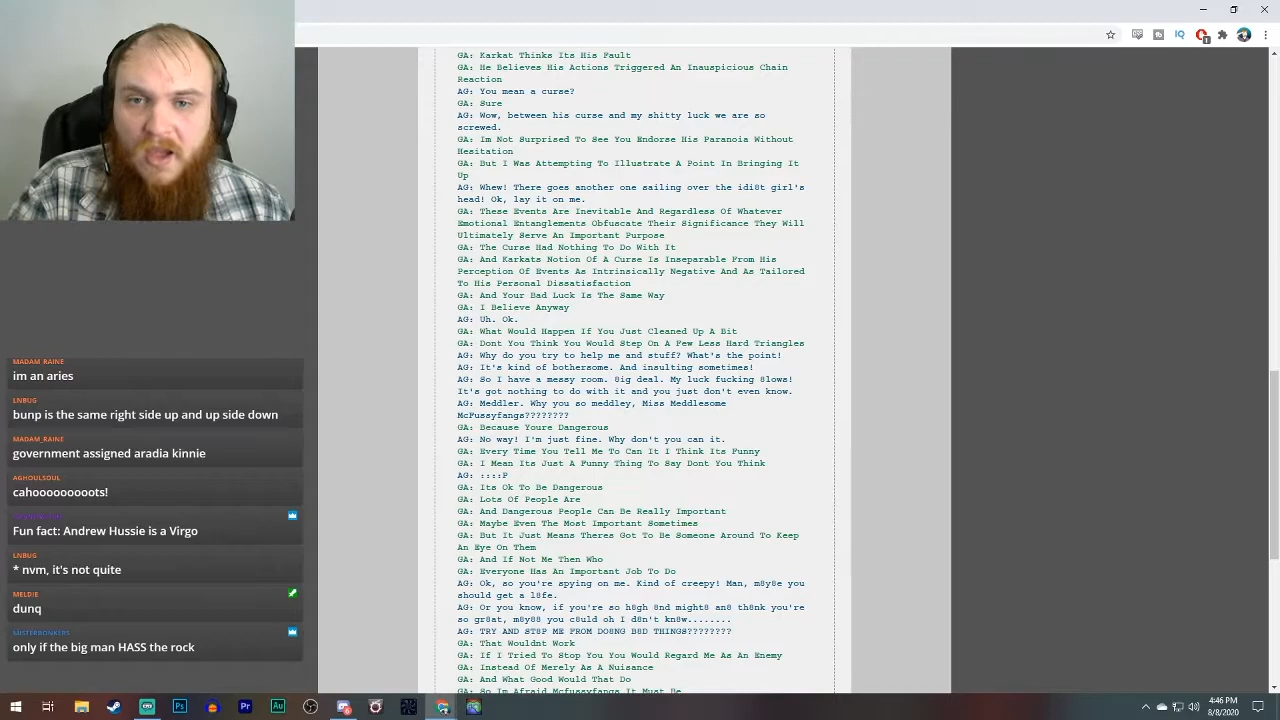 GA: Karkat Thinks Its His Fault
GA: He Believes His Actions Triggered An Inauspicious Chain
Reaction
AG: You mean a curse?
GA: Sure
AG: Wow, between his curse and my shitty luck we are so
screwed.
GA: Im Not Surprised To See You Endorse His Paranoia Without
Hesitation
GA: But I Was Attempting To Illustrate A Point In Bringing It
Up
AG: Whew! There goes another one sailing over the idi8t girl's
head! Ok, lay it on me.
GA: These Events Are Inevitable And Regardless Of Whatever
Emotional Entanglements Obfuscate Their Significance They Will
Ultimately Serve An Important Purpose
GA: The Curse Had Nothing To Do With It
GA: And Karkats Notion Of A Curse Is Inseparable From His
Perception Of Events As Intrinsically Negative And As Tailored
To His Personal Dissatisfaction
GA: And Your Bad Luck Is The Same Way
GA: I Believe Anyway
AG: Uh. Ok.
GA: What Would Happen If You Just Cleaned Up A Bit
GA: Dont You Think You Would Step On A Few Less Hard Triangles
AG: Why do you try to help me and stuff? What's the point!
AG: It's kind of bothersome. And insulting sometimes!
AG: So I have a messy room. 8ig deal. My luck fucking 8lows!
It's got nothing to do with it and you just don't even know.
AG: Meddler. Why you so meddley, Miss Meddlesome
McFussyfangs????????
GA: Because Youre Dangerous
AG: No way! I'm just fine. Why don't you can it.
GA: Every Time You Tell Me To Can It I Think Its Funny
GA: I Mean Its Just A Funny Thing To Say Dont You Think
AG: ::::P
GA: Its Ok To Be Dangerous
GA: Lots Of People Are
GA: And Dangerous People Can Be Really Important
GA: Maybe Even The Most Important Sometimes
GA: But It Just Means Theres Got To Be Someone Around To Keep
An Eye On Them
GA: And If Not Me Then Who
GA: Everyone Has An Important Job To Do
AG: Ok, so you're spying on me. Kind of creepy! Man, m8y8e you
should get a l8fe.
AG: Or you know, if you're so h8gh 8nd might8 an8 th8nk you're
so gr8at, m8y88 you c8uld oh I d8n't kn8w........
AG: TRY AND ST8P ME FROM DO8NG B8D THINGS????????
GA: That Wouldnt Work
GA: If I Tried To Stop You You Would Regard Me As An Enemy
GA: Instead Of Merely As A Nuisance
GA: And What Good Would That Do
GA: So Im Afraid Mcfussyfangs It Must Be
MADAM_RAINE
im an aries
LNBUG
bunp is the same right side up and up side down
MADAM_RAINE
government assigned aradia kinnie
AGHOULSOUL
cahooooooooots!
Fun fact: Andrew Hussie is a Virgo
LNBUG
* nvm, it's not quite
MELDIE
dunq
MISTERBONKERS
only if the big man HASS the rock
4:46 PM
8/8/2020